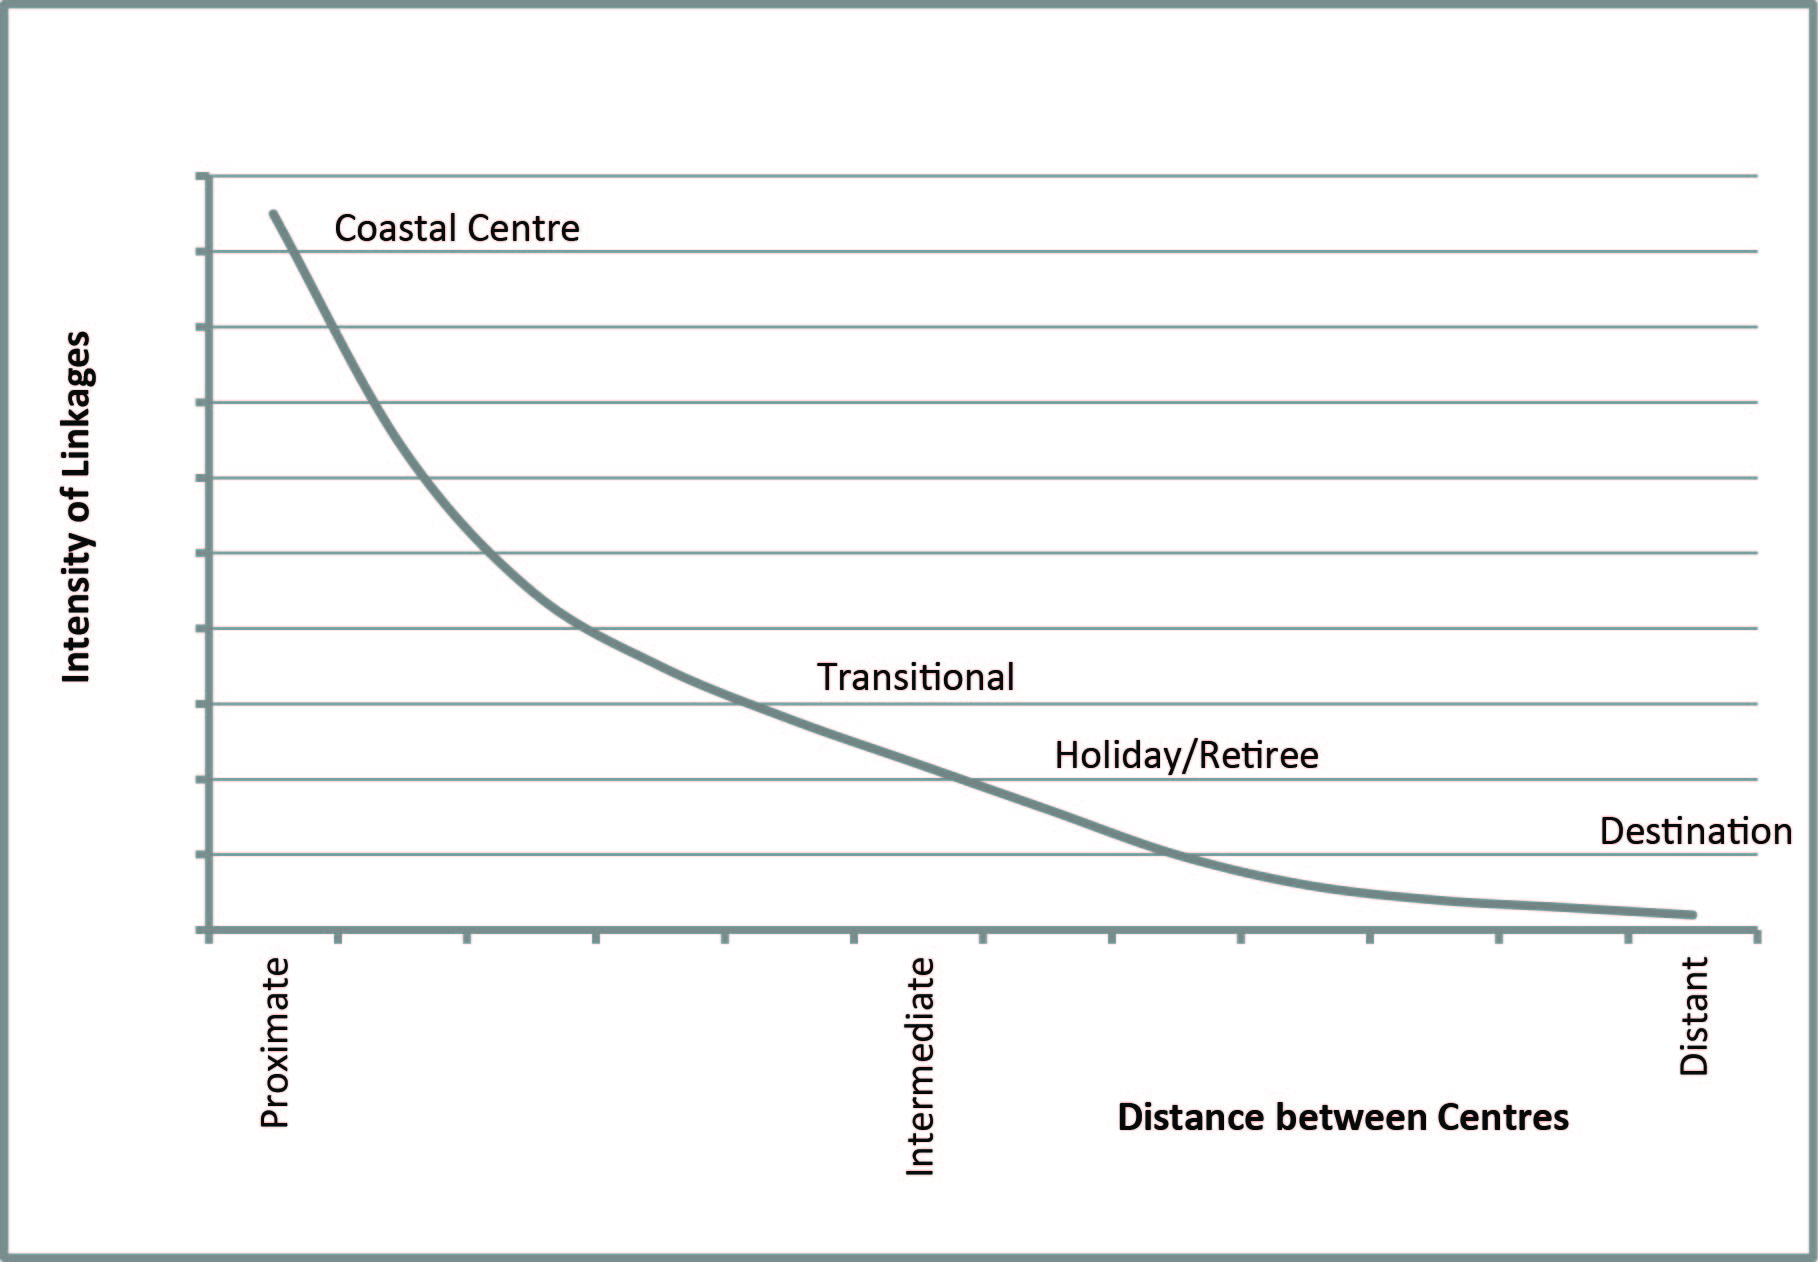 Coastal Centre
Transitional
Holiday/Retiree
Destination
Intensity of Linkages
Proximate
Intermediate
Distant
Distance between Centres